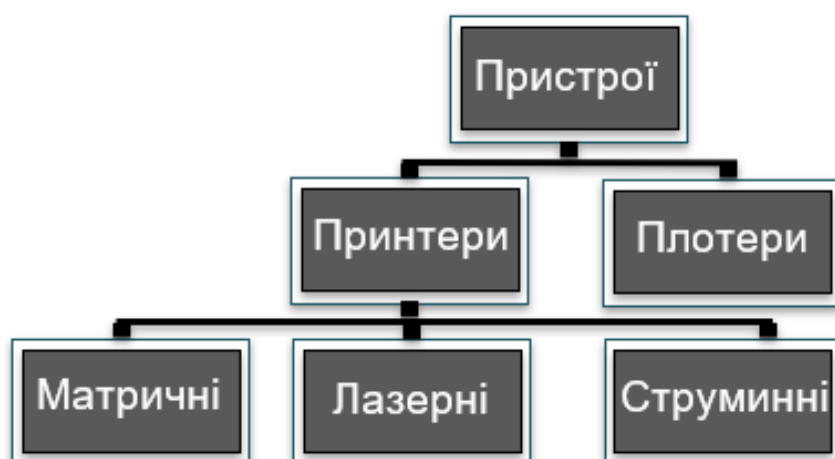 Пристрої
Принтери
Плотери
Матричні
Лазерні
Струминні